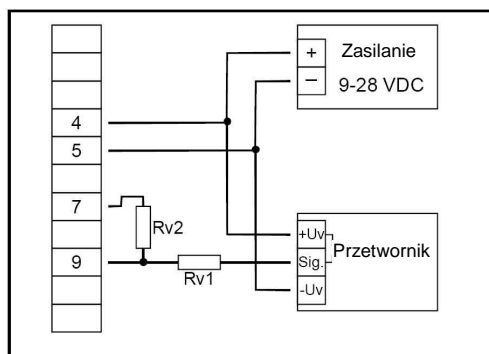 + Zasilanie
− 9-28 VDC
4
5
7
Rv2
+Uv
9
Rv1
Sig. Przetwornik
-Uv